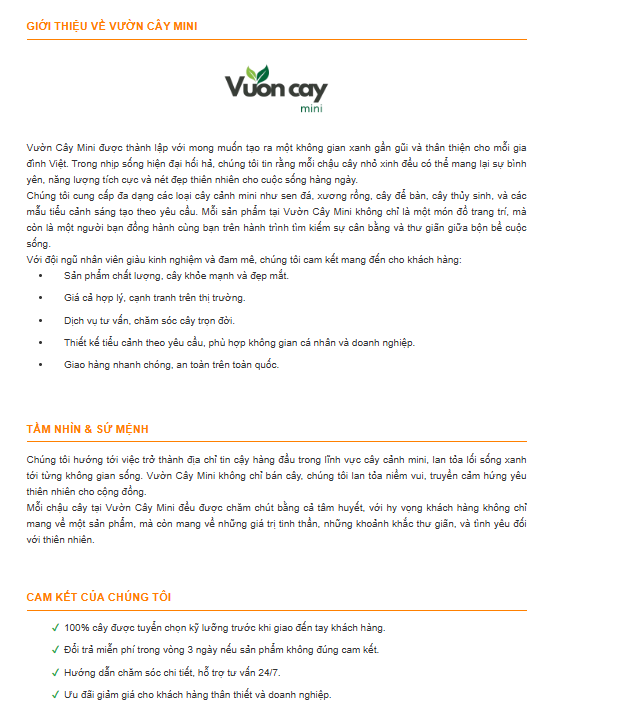 GIỚI THIỆU VỀ VƯỜN CÂY MINI
Vuon cay
mini
Vườn Cây Mini được thành lập với mong muốn tạo ra một không gian xanh gần gũi và thân thiện cho mỗi gia
đình Việt. Trong nhịp sống hiện đại hối hả, chúng tôi tin rằng mỗi chậu cây nhỏ xinh đều có thể mang lại sự bình
yên, năng lượng tích cực và nét đẹp thiên nhiên cho cuộc sống hàng ngày.
Chúng tôi cung cấp đa dạng các loại cây cảnh mini như sen đá, xương rồng, cây để bàn, cây thủy sinh, và các
mẫu tiểu cảnh sáng tạo theo yêu cầu. Mỗi sản phẩm tại Vườn Cây Mini không chỉ là một món đồ trang trí, mà
còn là một người bạn đồng hành cùng bạn trên hành trình tìm kiếm sự cân bằng và thư giãn giữa bộn bề cuộc
sống.
Với đội ngũ nhân viên giàu kinh nghiệm và đam mê, chúng tôi cam kết mang đến cho khách hàng:
• Sản phẩm chất lượng, cây khỏe mạnh và đẹp mắt.
• Giá cả hợp lý, cạnh tranh trên thị trường.
• Dịch vụ tư vấn, chăm sóc cây trọn đời.
• Thiết kế tiểu cảnh theo yêu cầu, phù hợp không gian cá nhân và doanh nghiệp.
• Giao hàng nhanh chóng, an toàn trên toàn quốc.
TẦM NHÌN & SỨ MỆNH
Chúng tôi hướng tới việc trở thành địa chỉ tin cậy hàng đầu trong lĩnh vực cây cảnh mini, lan tỏa lối sống xanh
tới từng không gian sống. Vườn Cây Mini không chỉ bán cây, chúng tôi lan tỏa niềm vui, truyền cảm hứng yêu
thiên nhiên cho cộng đồng.
Mỗi chậu cây tại Vườn Cây Mini đều được chăm chút bằng cả tâm huyết, với hy vọng khách hàng không chỉ
mang về một sản phẩm, mà còn mang về những giá trị tinh thần, những khoảnh khắc thư giãn, và tình yêu đối
với thiên nhiên.
CAM KẾT CỦA CHÚNG TÔI
✓ 100% cây được tuyển chọn kỹ lưỡng trước khi giao đến tay khách hàng.
✓ Đổi trả miễn phí trong vòng 3 ngày nếu sản phẩm không đúng cam kết.
✓ Hướng dẫn chăm sóc chi tiết, hỗ trợ tư vấn 24/7.
✓ Ưu đãi giảm giá cho khách hàng thân thiết và doanh nghiệp.